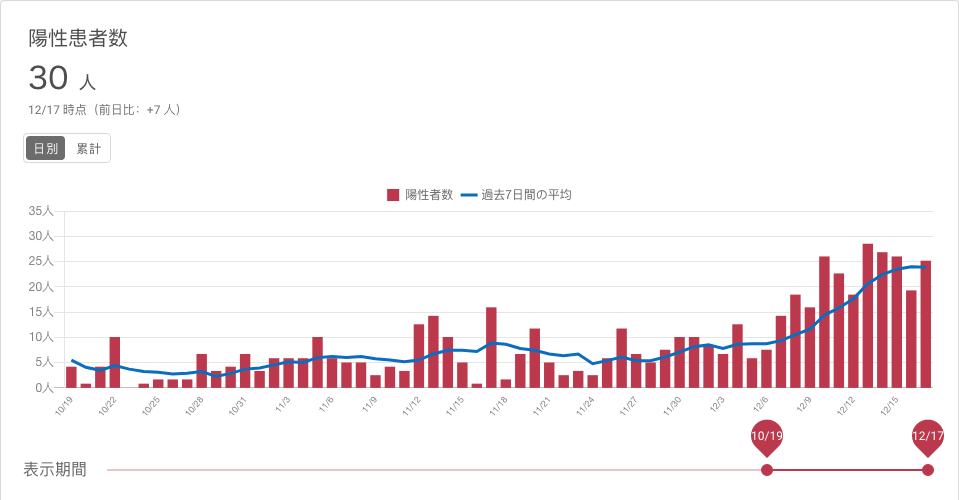 陽性患者数
30 人
12/17 時点（前日比：+7 人）
日別 累計
陽性者数 過去7日間の平均
35人
30人
25人
20人
15人
10人
5人
0人
10/19 10/22 10/25 10/28 10/31 11/3 11/6 11/9 11/12 11/15 11/18 11/21 11/24 11/27 11/30 12/3 12/6 12/9 12/12 12/15
10/19 12/17
表示期間